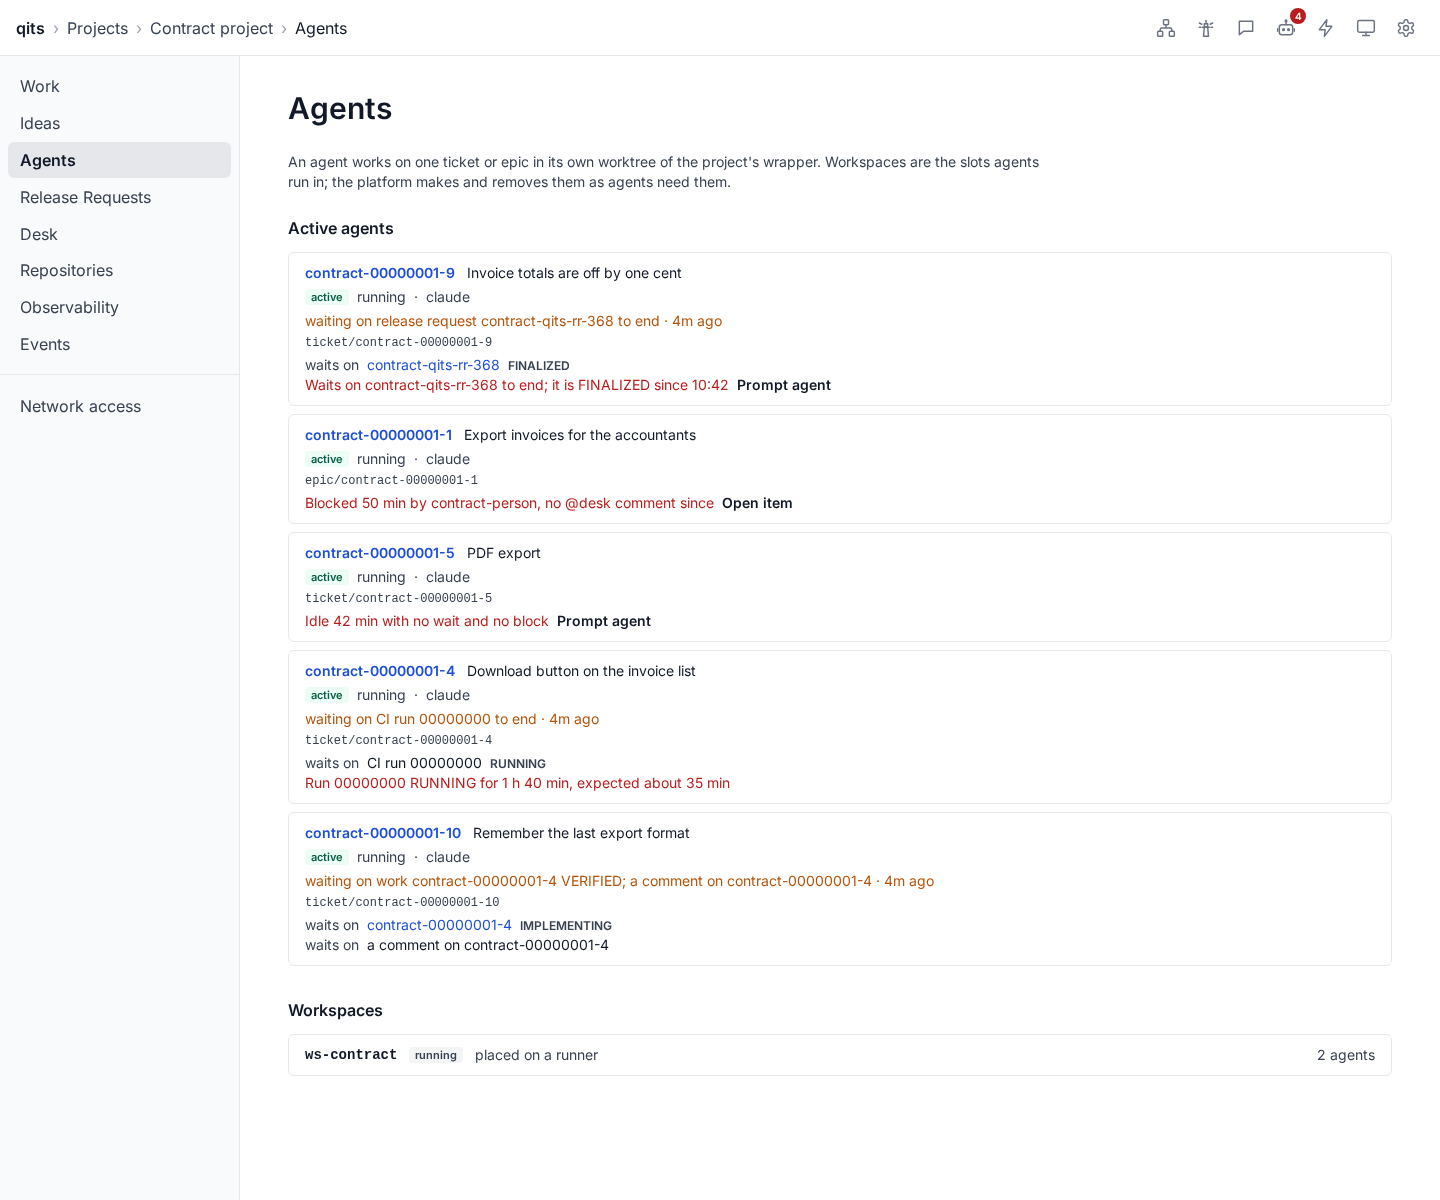 qits › Projects › Contract project › Agents
4
Work
Ideas
Agents
Release Requests
Desk
Repositories
Observability
Events
Network access
Agents
An agent works on one ticket or epic in its own worktree of the project's wrapper. Workspaces are the slots agents
run in; the platform makes and removes them as agents need them.
Active agents
contract-00000001-9 Invoice totals are off by one cent
active running · claude
waiting on release request contract-qits-rr-368 to end · 4m ago
ticket/contract-00000001-9
waits on contract-qits-rr-368 FINALIZED
Waits on contract-qits-rr-368 to end; it is FINALIZED since 10:42 Prompt agent
contract-00000001-1 Export invoices for the accountants
active running · claude
epic/contract-00000001-1
Blocked 50 min by contract-person, no @desk comment since Open item
contract-00000001-5 PDF export
active running · claude
ticket/contract-00000001-5
Idle 42 min with no wait and no block Prompt agent
contract-00000001-4 Download button on the invoice list
active running · claude
waiting on CI run 00000000 to end · 4m ago
ticket/contract-00000001-4
waits on CI run 00000000 RUNNING
Run 00000000 RUNNING for 1 h 40 min, expected about 35 min
contract-00000001-10 Remember the last export format
active running · claude
waiting on work contract-00000001-4 VERIFIED; a comment on contract-00000001-4 · 4m ago
ticket/contract-00000001-10
waits on contract-00000001-4 IMPLEMENTING
waits on a comment on contract-00000001-4
Workspaces
ws-contract running placed on a runner 2 agents